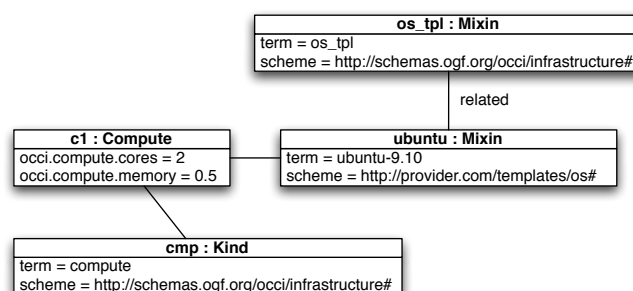 os_tpl : Mixin
term = os_tpl
scheme = http://schemas.ogf.org/occi/infrastructure#
related
c1 : Compute
occi.compute.cores = 2
occi.compute.memory = 0.5
ubuntu : Mixin
term = ubuntu-9.10
scheme = http://provider.com/templates/os#
cmp : Kind
term = compute
scheme = http://schemas.ogf.org/occi/infrastructure#